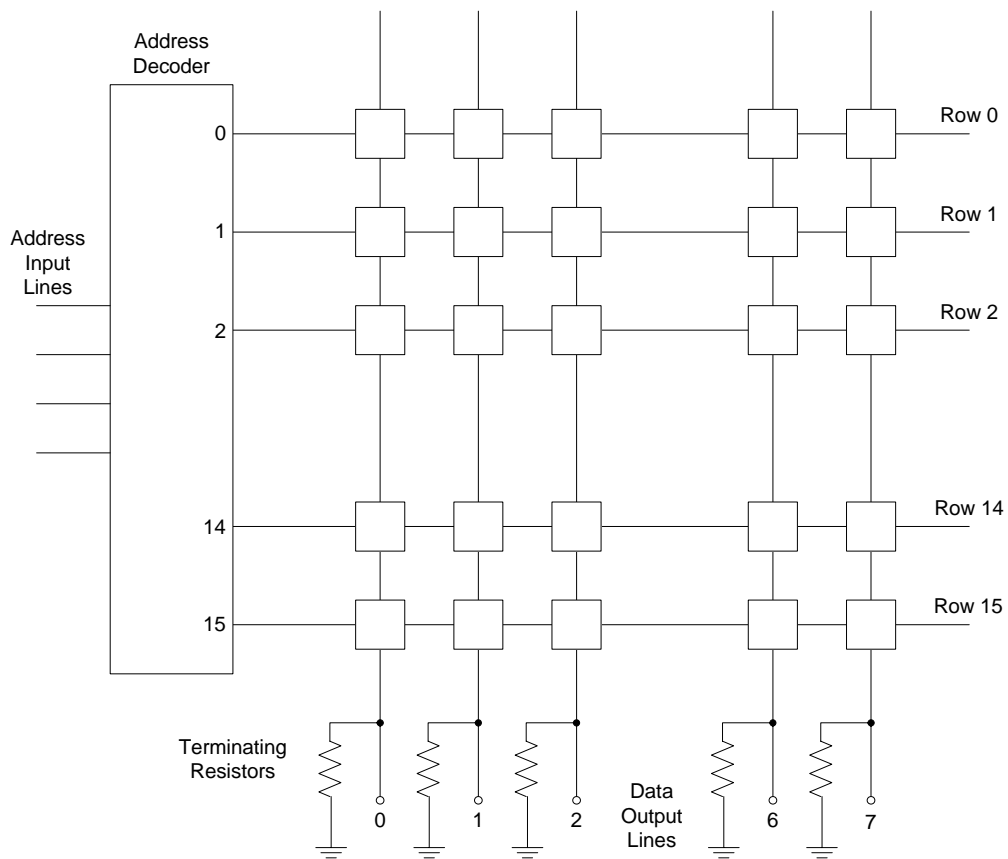 Address
Decoder
0
Row 0
1
Row 1
Address
Input
Lines
2
Row 2
14
Row 14
15
Row 15
Terminating
Resistors
Data
Output
Lines
0
1
2
6
7